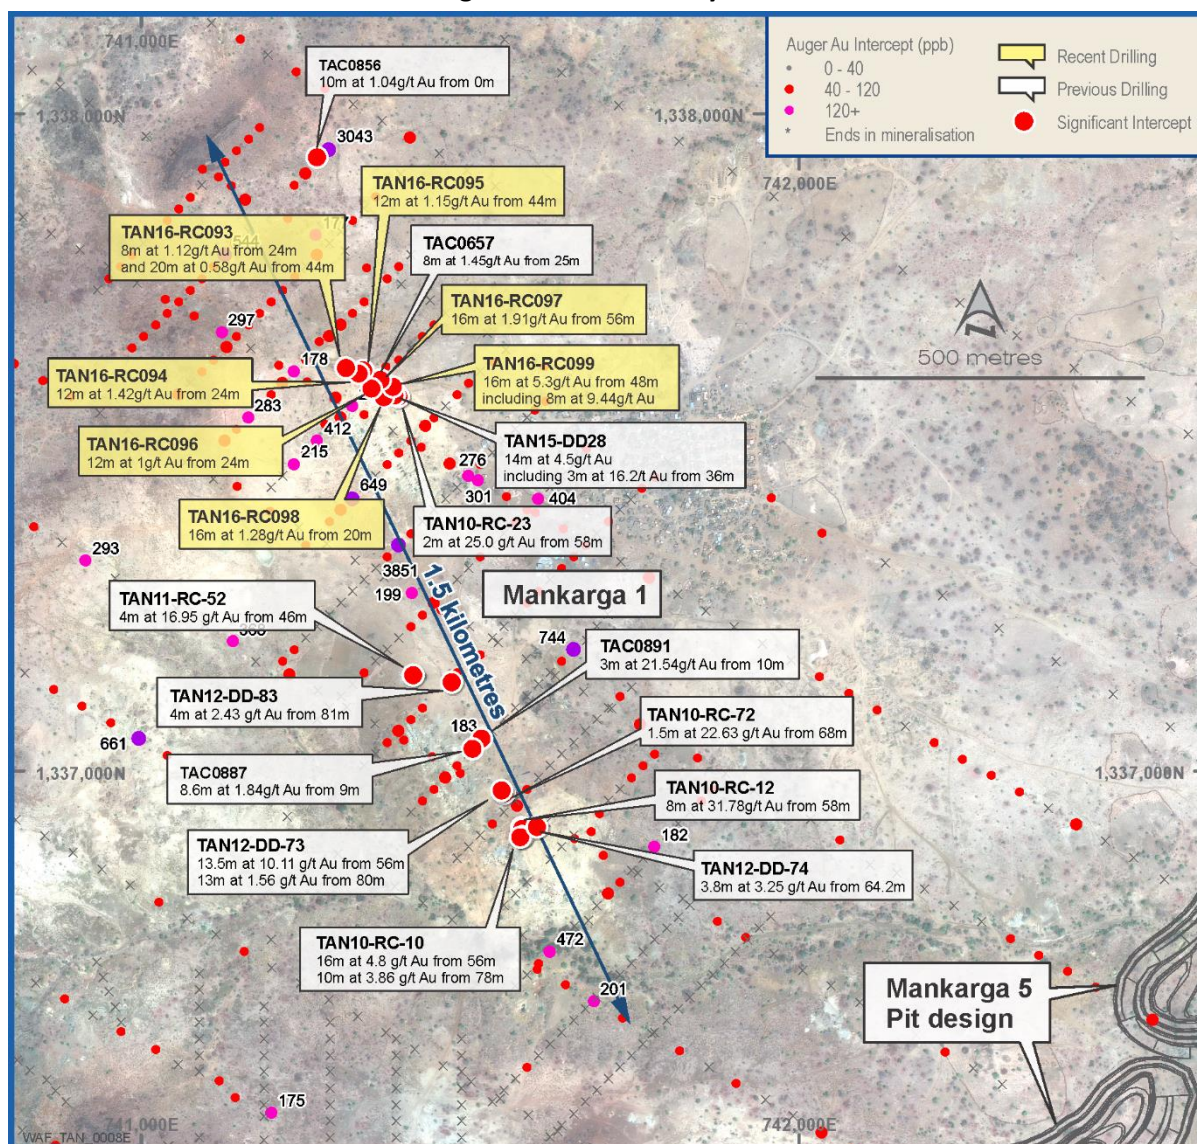 741,000E
Auger Au Intercept (ppb)
0 - 40
40 - 120
120+
* Ends in mineralisation
Recent Drilling
Previous Drilling
Significant Intercept
TAC0856
10m at 1.04g/t Au from 0m
1,338,000N
1,338,000N
3043
742,000E
TAN16-RC095
12m at 1.15g/t Au from 44m
TAN16-RC093
8m at 1.12g/t Au from 24m
and 20m at 0.58g/t Au from 44m
TAC0657
8m at 1.45g/t Au from 25m
TAN16-RC097
16m at 1.91g/t Au from 56m
297
500 metres
178
TAN16-RC099
16m at 5.3g/t Au from 48m
including 8m at 9.44g/t Au
TAN16-RC094
12m at 1.42g/t Au from 24m
283
412
TAN16-RC096
12m at 1g/t Au from 24m
215
TAN15-DD28
14m at 4.5g/t Au
including 3m at 16.2/t Au from 36m
276
301
404
649
TAN16-RC098
16m at 1.28g/t Au from 20m
TAN10-RC-23
2m at 25.0 g/t Au from 58m
293
3851
199
1.5 kilometres
Mankarga 1
TAN11-RC-52
4m at 16.95 g/t Au from 46m
368
744
TAC0891
3m at 21.54g/t Au from 10m
TAN12-DD-83
4m at 2.43 g/t Au from 81m
183
TAN10-RC-72
1.5m at 22.63 g/t Au from 68m
661
TAC0887
8.6m at 1.84g/t Au from 9m
1,337,000N
1,337,000N
TAN10-RC-12
8m at 31.78g/t Au from 58m
TAN12-DD-73
13.5m at 10.11 g/t Au from 56m
13m at 1.56 g/t Au from 80m
182
TAN12-DD-74
3.8m at 3.25 g/t Au from 64.2m
TAN10-RC-10
16m at 4.8 g/t Au from 56m
10m at 3.86 g/t Au from 78m
472
201
Mankarga 5
Pit design
175
741,000E
742,000E
WAF_TAN_0008E